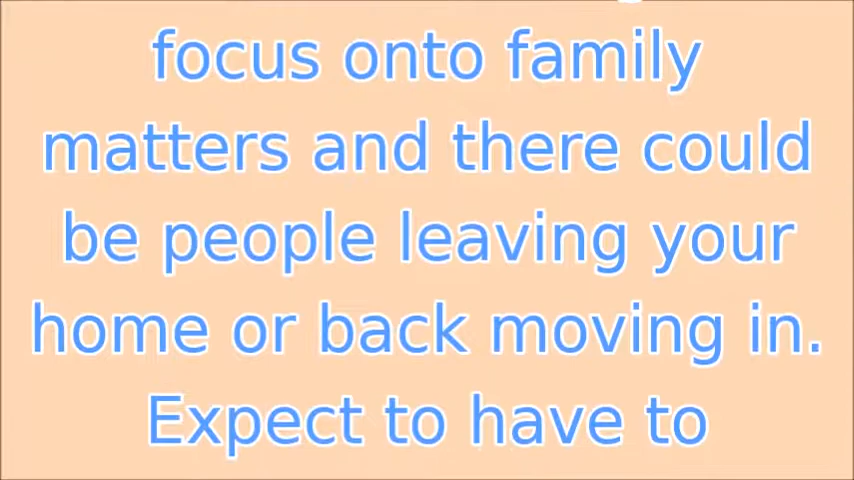 focus onto family
matters and there could
be people leaving your
home or back moving in.
Expect to have to